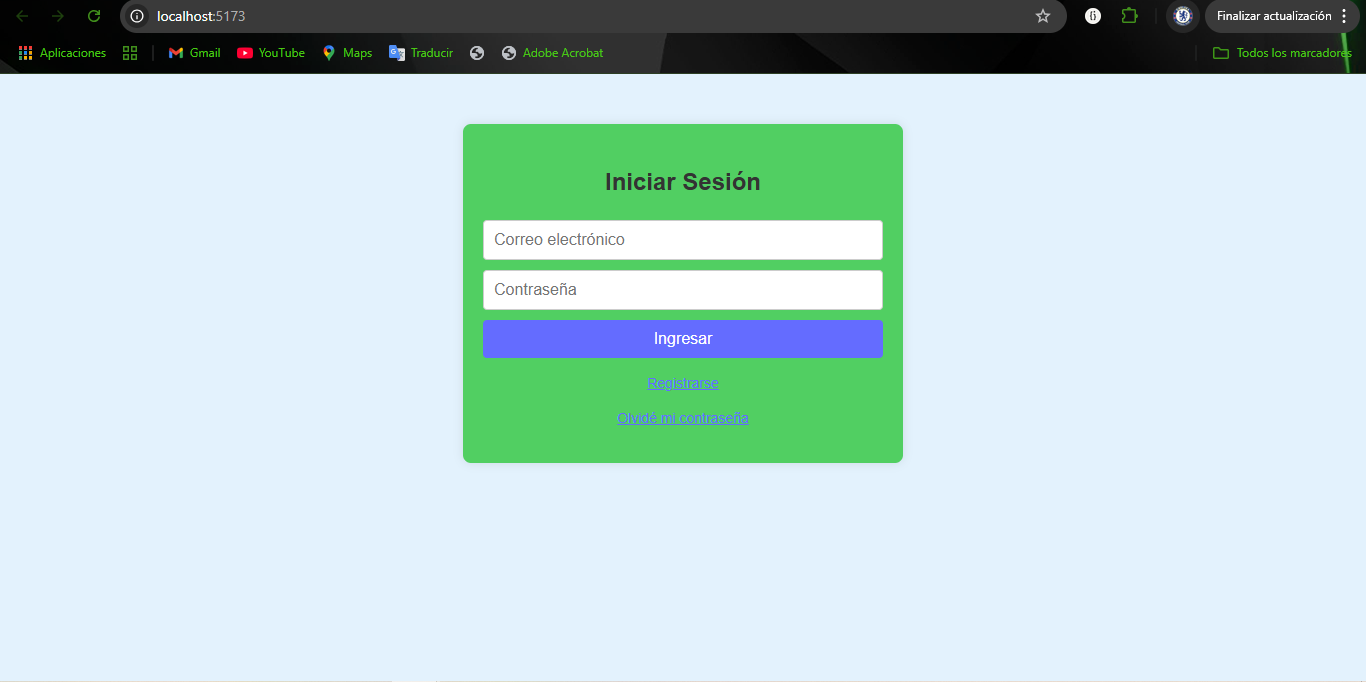 localhost:5173
Finalizar actualización
Aplicaciones Gmail YouTube Maps Traducir Adobe Acrobat Todos los marcadores
Iniciar Sesión
Correo electrónico
Contraseña
Ingresar
Registrarse
Olvidé mi contraseña